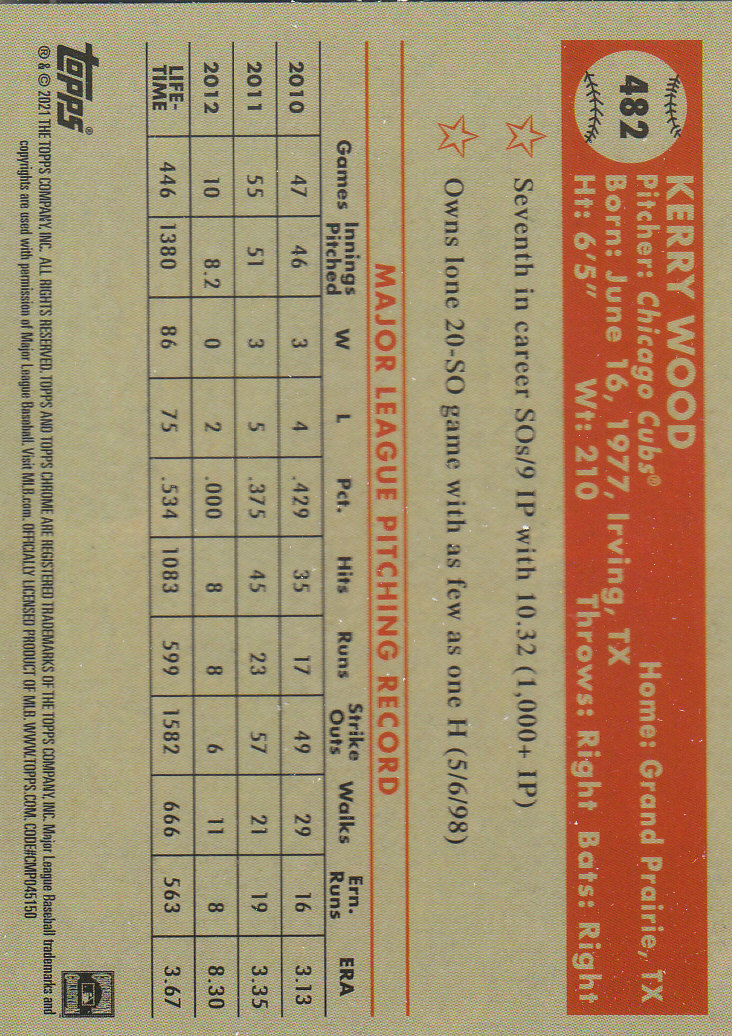 482
KERRY WOOD
Pitcher: Chicago Cubs® Home: Grand Prairie, TX
Born: June 16, 1977, Irving, TX
Ht: 6'5" Wt: 210 Throws: Right Bats: Right
Seventh in career SOs/9 IP with 10.32 (1,000+ IP)
Owns lone 20-SO game with as few as one H (5/6/98)
MAJOR LEAGUE PITCHING RECORD
Games Innings Pitched W L Pct. Hits Runs Strike Outs Walks Ern. Runs ERA
2010 47 46 3 4 .429 35 17 49 29 16 3.13
2011 55 51 3 5 .375 45 23 57 21 19 3.35
2012 10 8.2 0 2 .000 8 8 6 11 8 8.30
LIFE-TIME 446 1380 86 75 .534 1083 599 1582 666 563 3.67
topps®
® & © 2021 THE TOPPS COMPANY, INC. ALL RIGHTS RESERVED. TOPPS AND TOPPS CHROME ARE REGISTERED TRADEMARKS OF THE TOPPS COMPANY, INC. Major League Baseball trademarks and
copyrights are used with permission of Major League Baseball. Visit MLB.com. OFFICIALLY LICENSED PRODUCT OF MLB. WWW.TOPPS.COM. CODE#CMP045150